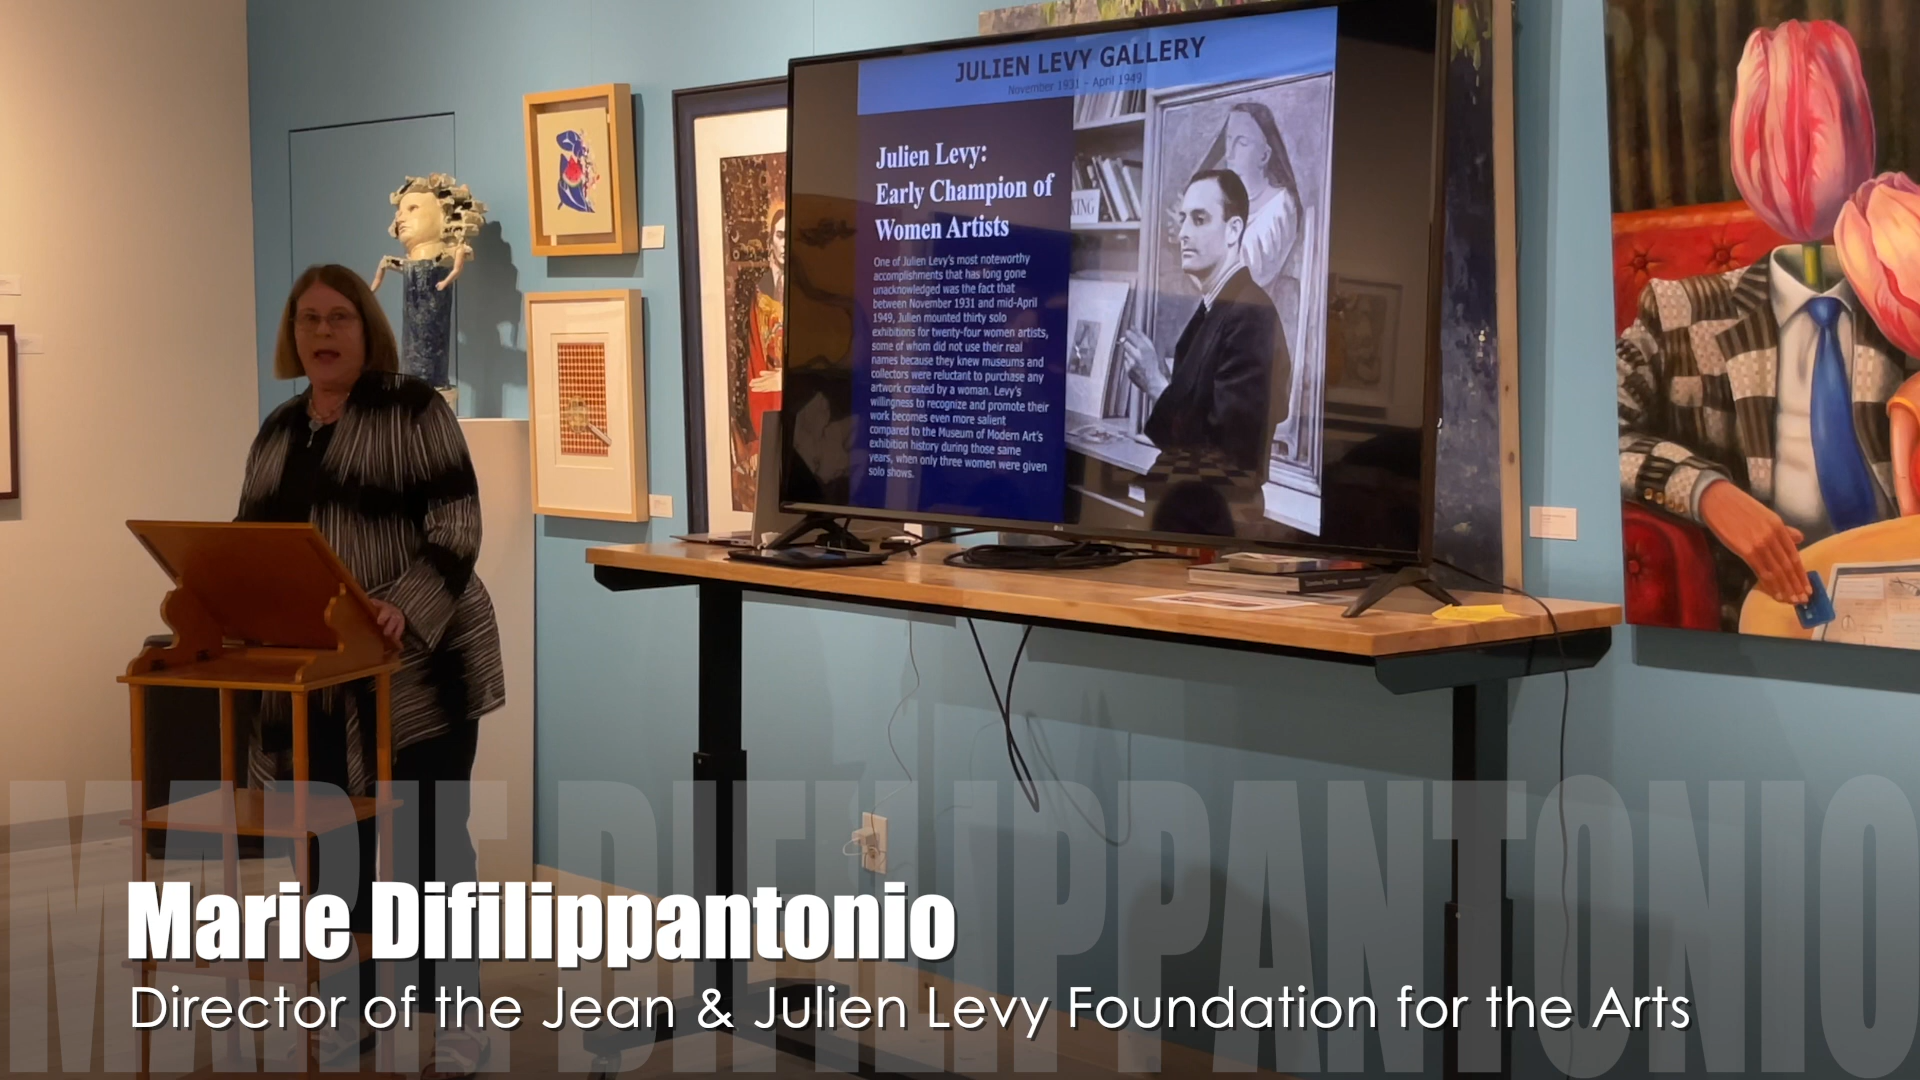 JULIEN LEVY GALLERY
November 1931 - April 1949
Julien Levy:
Early Champion of
Women Artists
One of Julien Levy's most noteworthy
accomplishments that has long gone
unacknowledged was the fact that
between November 1931 and mid-April
1949, Julien mounted thirty solo
exhibitions for twenty-four women artists,
some of whom did not use their real
names because they knew museums and
collectors were reluctant to purchase any
artwork created by a woman. Levy's
willingness to recognize and promote their
work becomes even more salient
compared to the Museum of Modern Art's
exhibition history during those same
years, when only three women were given
solo shows.
KING
LG
MARIE DIFILIPPANTONIO
Marie Difilippantonio
Director of the Jean & Julien Levy Foundation for the Arts